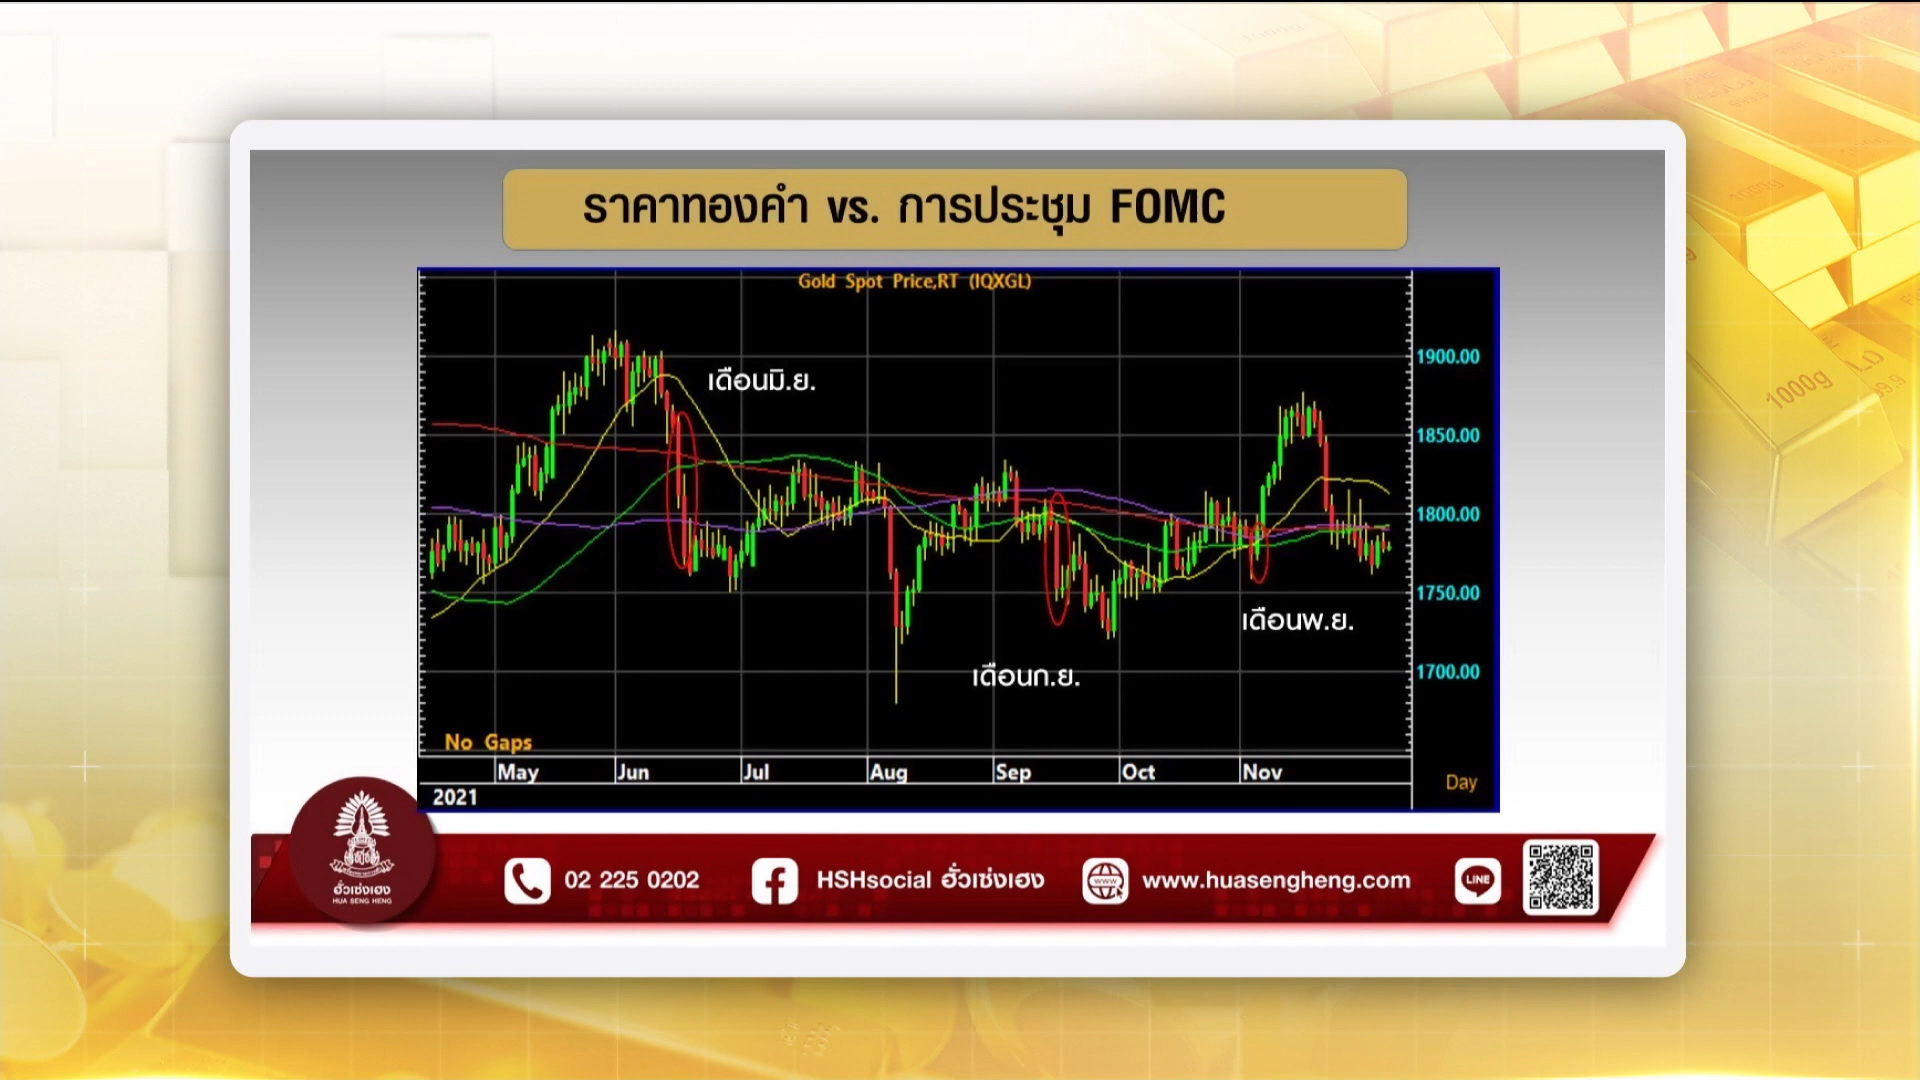 ราคาทองคำ vs. การประชุม FOMC
Gold Spot Price,RT (IQXGL)
1900.00
เดือนมิ.ย.
1850.00
1800.00
1750.00
เดือนพ.ย.
1700.00
เดือนก.ย.
No Gaps
May Jun Jul Aug Sep Oct Nov
Day
2021
ฮั่วเซ่งเฮง
HUA SENG HENG
02 225 0202
HSHsocial ฮั่วเซ่งเฮง
www
www.huasengheng.com
LINE
1000g